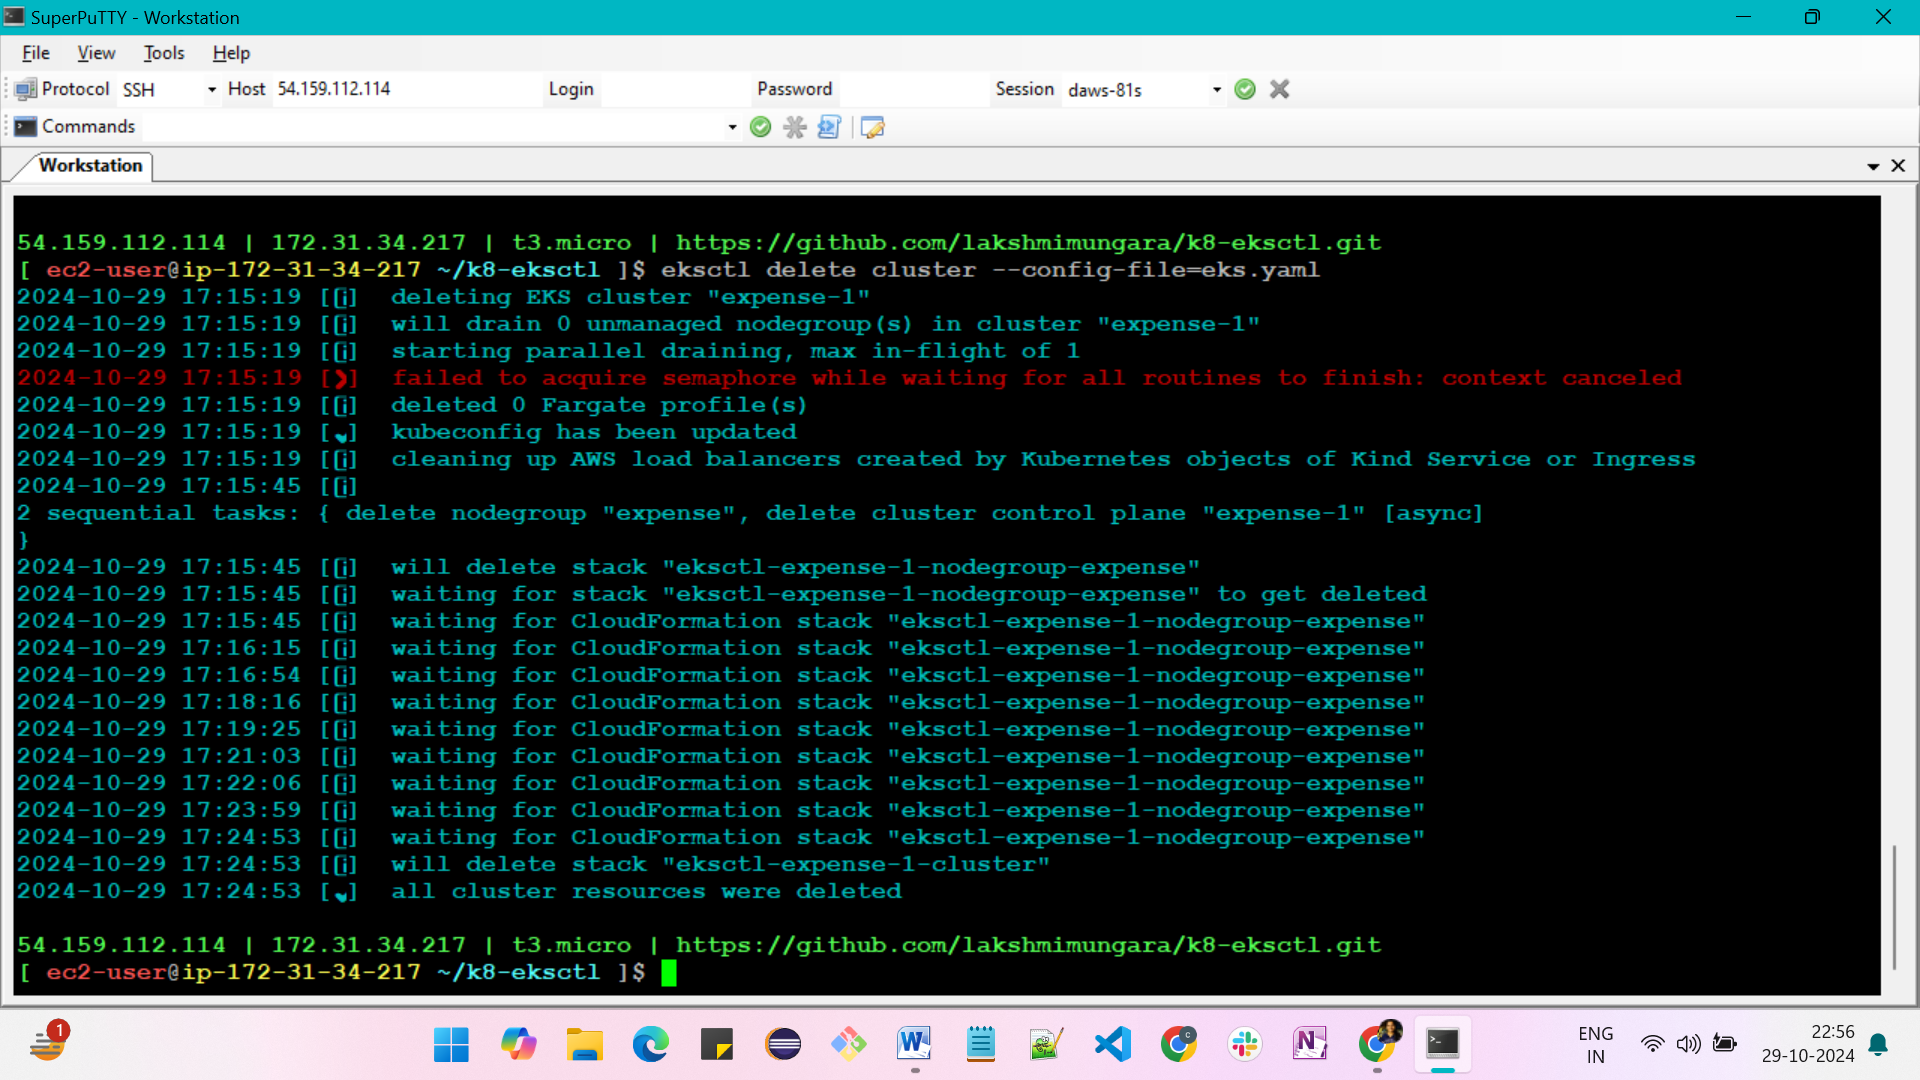 SuperPuTTY - Workstation
File View Tools Help
Protocol SSH Host 54.159.112.114 Login Password Session daws-81s
Commands
Workstation
54.159.112.114 | 172.31.34.217 | t3.micro | https://github.com/lakshmimungara/k8-eksctl.git
[ ec2-user@ip-172-31-34-217 ~/k8-eksctl ]$ eksctl delete cluster --config-file=eks.yaml
2024-10-29 17:15:19 [ℹ]  deleting EKS cluster "expense-1"
2024-10-29 17:15:19 [ℹ]  will drain 0 unmanaged nodegroup(s) in cluster "expense-1"
2024-10-29 17:15:19 [ℹ]  starting parallel draining, max in-flight of 1
2024-10-29 17:15:19 [✖]  failed to acquire semaphore while waiting for all routines to finish: context canceled
2024-10-29 17:15:19 [ℹ]  deleted 0 Fargate profile(s)
2024-10-29 17:15:19 [✔]  kubeconfig has been updated
2024-10-29 17:15:19 [ℹ]  cleaning up AWS load balancers created by Kubernetes objects of Kind Service or Ingress
2024-10-29 17:15:45 [ℹ]
2 sequential tasks: { delete nodegroup "expense", delete cluster control plane "expense-1" [async]
}
2024-10-29 17:15:45 [ℹ]  will delete stack "eksctl-expense-1-nodegroup-expense"
2024-10-29 17:15:45 [ℹ]  waiting for stack "eksctl-expense-1-nodegroup-expense" to get deleted
2024-10-29 17:15:45 [ℹ]  waiting for CloudFormation stack "eksctl-expense-1-nodegroup-expense"
2024-10-29 17:16:15 [ℹ]  waiting for CloudFormation stack "eksctl-expense-1-nodegroup-expense"
2024-10-29 17:16:54 [ℹ]  waiting for CloudFormation stack "eksctl-expense-1-nodegroup-expense"
2024-10-29 17:18:16 [ℹ]  waiting for CloudFormation stack "eksctl-expense-1-nodegroup-expense"
2024-10-29 17:19:25 [ℹ]  waiting for CloudFormation stack "eksctl-expense-1-nodegroup-expense"
2024-10-29 17:21:03 [ℹ]  waiting for CloudFormation stack "eksctl-expense-1-nodegroup-expense"
2024-10-29 17:22:06 [ℹ]  waiting for CloudFormation stack "eksctl-expense-1-nodegroup-expense"
2024-10-29 17:23:59 [ℹ]  waiting for CloudFormation stack "eksctl-expense-1-nodegroup-expense"
2024-10-29 17:24:53 [ℹ]  waiting for CloudFormation stack "eksctl-expense-1-nodegroup-expense"
2024-10-29 17:24:53 [ℹ]  will delete stack "eksctl-expense-1-cluster"
2024-10-29 17:24:53 [✔]  all cluster resources were deleted
54.159.112.114 | 172.31.34.217 | t3.micro | https://github.com/lakshmimungara/k8-eksctl.git
[ ec2-user@ip-172-31-34-217 ~/k8-eksctl ]$
1
ENG
IN
22:56
29-10-2024